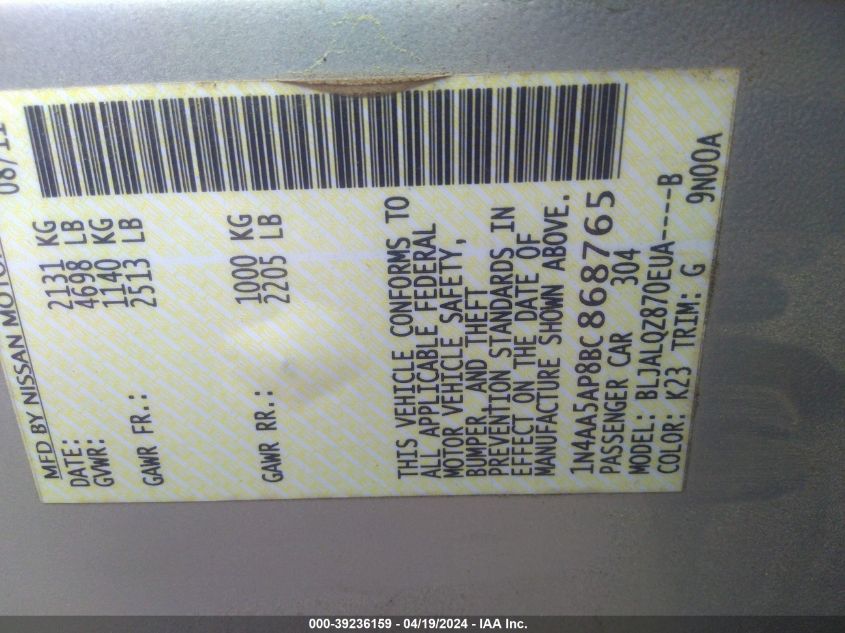 MFD BY NISSAN MOTOR
DATE: 08/11
GVWR: 2131 KG
4698 LB
GAWR FR.: 1140 KG
2513 LB
GAWR RR.: 1000 KG
2205 LB
THIS VEHICLE CONFORMS TO
ALL APPLICABLE FEDERAL
MOTOR VEHICLE SAFETY,
BUMPER, AND THEFT
PREVENTION STANDARDS IN
EFFECT ON THE DATE OF
MANUFACTURE SHOWN ABOVE.
1N4AA5AP8BC868765
PASSENGER CAR 304
MODEL: BLJALQZ870EUA----B
COLOR: K23 TRIM: G 9N00A
000-39236159 - 04/19/2024 - IAA Inc.